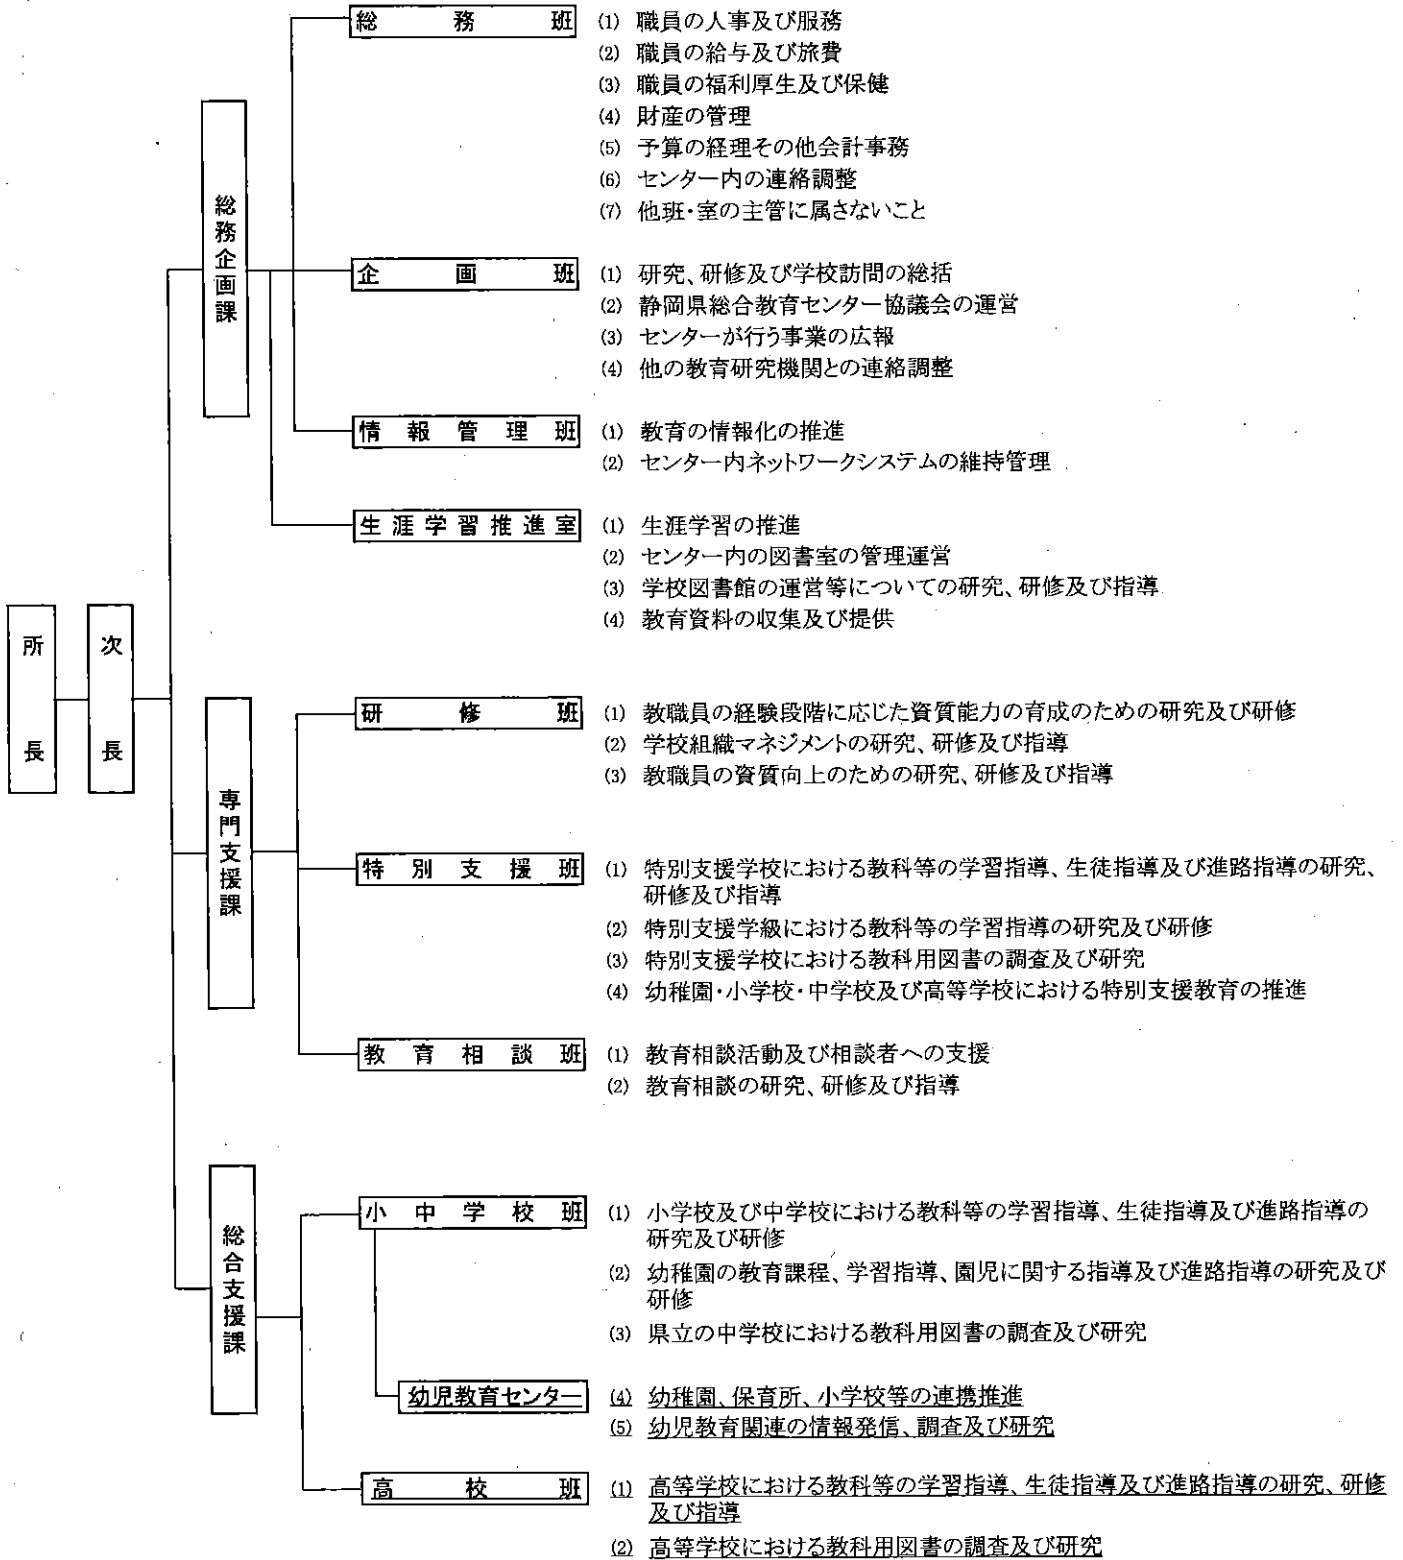 所長
次長
総務企画課
総務班
(1) 職員の人事及び服務
(2) 職員の給与及び旅費
(3) 職員の福利厚生及び保健
(4) 財産の管理
(5) 予算の経理その他会計事務
(6) センター内の連絡調整
(7) 他班・室の主管に属さないこと
企画班
(1) 研究、研修及び学校訪問の総括
(2) 静岡県総合教育センター協議会の運営
(3) センターが行う事業の広報
(4) 他の教育研究機関との連絡調整
情報管理班
(1) 教育の情報化の推進
(2) センター内ネットワークシステムの維持管理
生涯学習推進室
(1) 生涯学習の推進
(2) センター内の図書室の管理運営
(3) 学校図書館の運営等についての研究、研修及び指導
(4) 教育資料の収集及び提供
専門支援課
研修班
(1) 教職員の経験段階に応じた資質能力の育成のための研究及び研修
(2) 学校組織マネジメントの研究、研修及び指導
(3) 教職員の資質向上のための研究、研修及び指導
特別支援班
(1) 特別支援学校における教科等の学習指導、生徒指導及び進路指導の研究、
研修及び指導
(2) 特別支援学級における教科等の学習指導の研究及び研修
(3) 特別支援学校における教科用図書の調査及び研究
(4) 幼稚園・小学校・中学校及び高等学校における特別支援教育の推進
教育相談班
(1) 教育相談活動及び相談者への支援
(2) 教育相談の研究、研修及び指導
総合支援課
小中学校班
(1) 小学校及び中学校における教科等の学習指導、生徒指導及び進路指導の
研究及び研修
(2) 幼稚園の教育課程、学習指導、園児に関する指導及び進路指導の研究及び
研修
(3) 県立の中学校における教科用図書の調査及び研究
幼児教育センター
(4) 幼稚園、保育所、小学校等の連携推進
(5) 幼児教育関連の情報発信、調査及び研究
高校班
(1) 高等学校における教科等の学習指導、生徒指導及び進路指導の研究、研修
及び指導
(2) 高等学校における教科用図書の調査及び研究